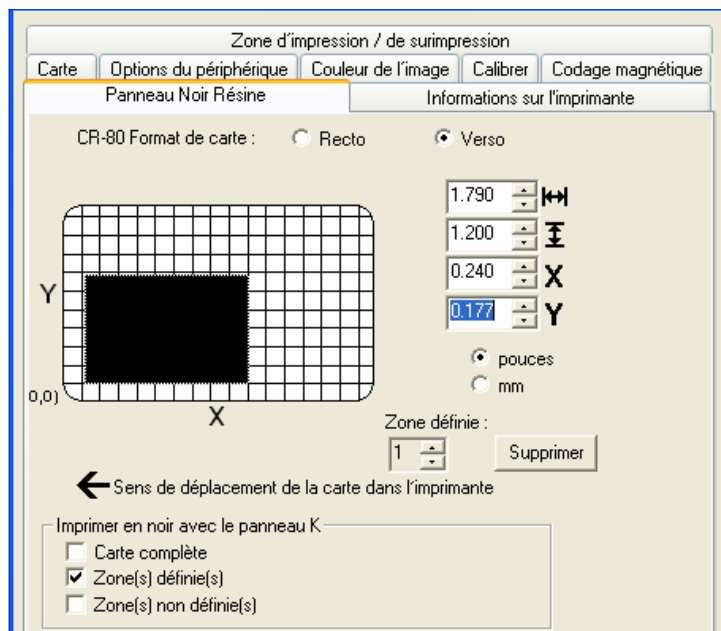 Zone d'impression / de surimpression
Carte Options du périphérique Couleur de l'image Calibrer Codage magnétique
Panneau Noir Résine Informations sur l'imprimante
CR-80 Format de carte : Recto Verso
1.790
1.200
0.240 X
0.177 Y
Y
0,0)
X
pouces
mm
Zone définie :
1 Supprimer
Sens de déplacement de la carte dans l'imprimante
Imprimer en noir avec le panneau K
Carte complète
Zone(s) définie(s)
Zone(s) non définie(s)